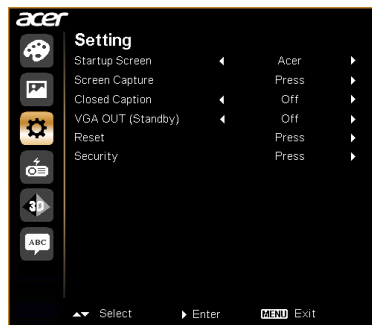 acer
Setting
Startup Screen Acer
Screen Capture Press
Closed Caption Off
VGA OUT (Standby) Off
Reset Press
Security Press
3D
ABC
Select Enter MENU Exit